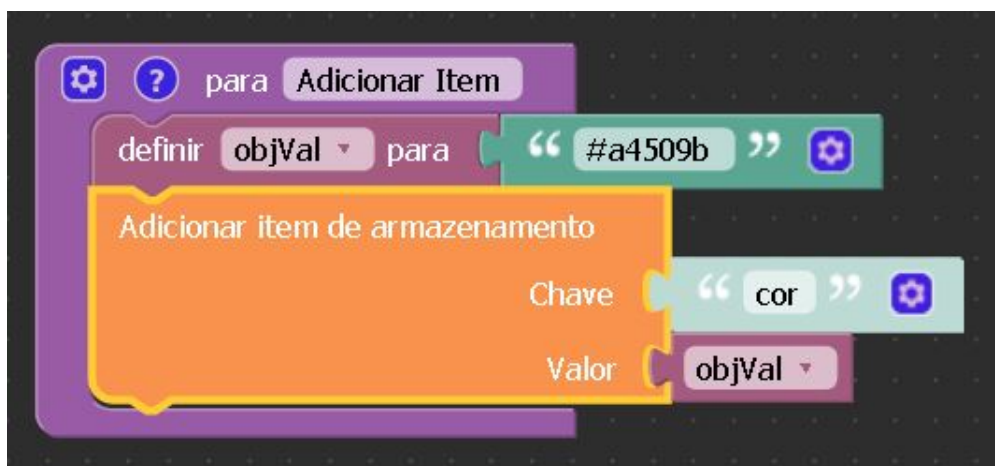 ? para Adicionar Item
definir objVal para “ #a4509b ”
Adicionar item de armazenamento
Chave “ cor ”
Valor objVal